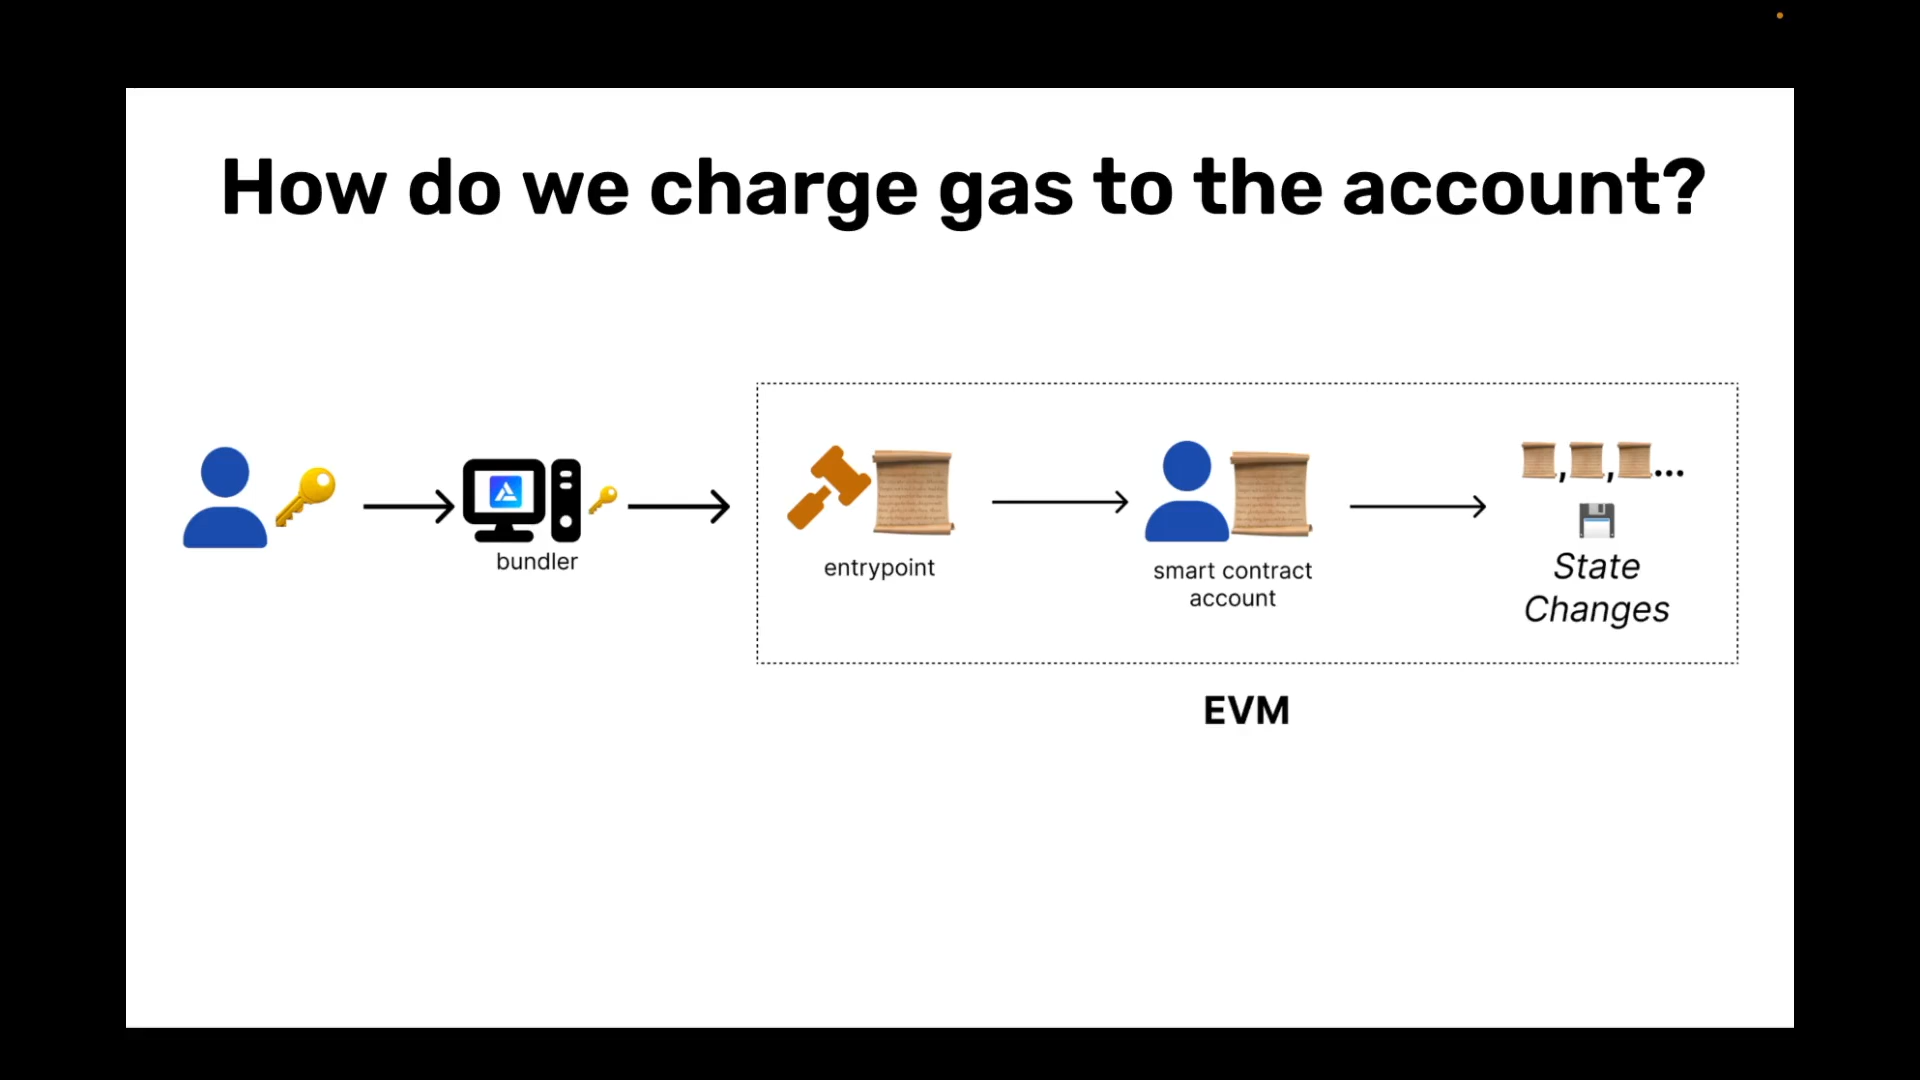 How do we charge gas to the account?
bundler
entrypoint
smart contract
account
, , ...
State
Changes
EVM